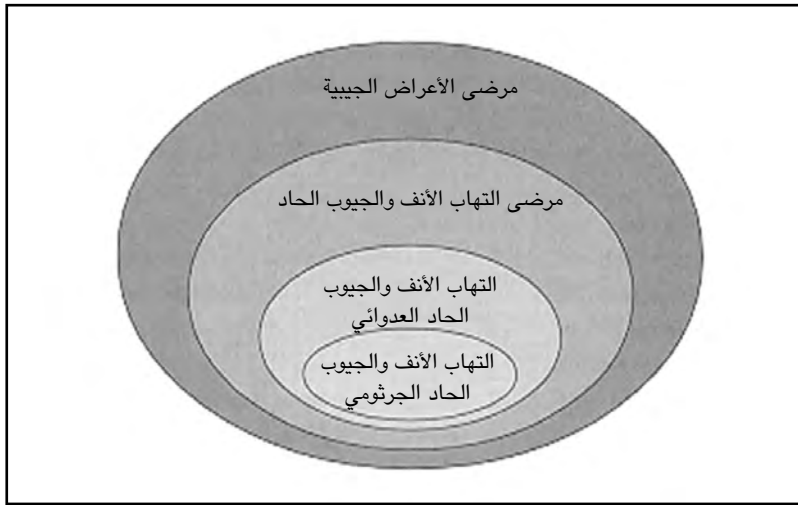 مرضى الأعراض الجيبية
مرضى التهاب الأنف والجيوب الحاد
التهاب الأنف والجيوب
الحاد العدوائي
التهاب الأنف والجيوب
الحاد الجرثومي